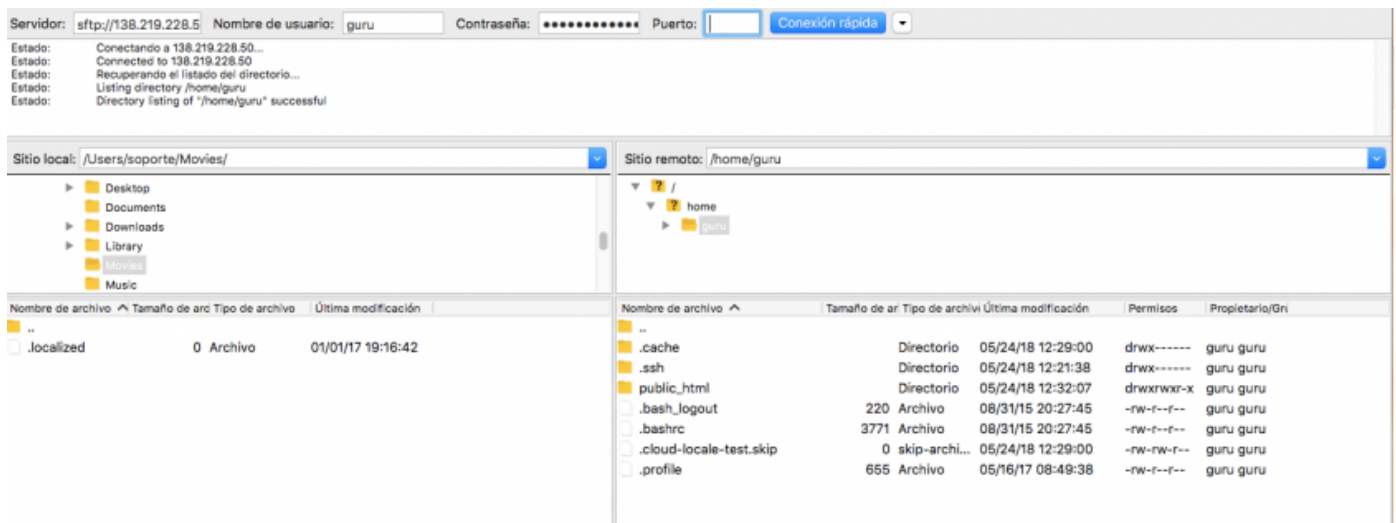 Servidor: sftp://138.219.228.5 Nombre de usuario: guru Contraseña: ●●●●●●●●●●●●● Puerto: Conexión rápida
Estado: Conectando a 138.219.228.50...
Estado: Connected to 138.219.228.50
Estado: Recuperando el listado del directorio...
Estado: Listing directory /home/guru
Estado: Directory listing of "/home/guru" successful
Sitio local: /Users/soporte/Movies/
Desktop
Documents
Downloads
Library
Movies
Music
Sitio remoto: /home/guru
/
home
guru
Nombre de archivo Tamaño de arc Tipo de archivo Última modificación
..
.localized 0 Archivo 01/01/17 19:16:42
Nombre de archivo Tamaño de ar Tipo de archivo Última modificación Permisos Propietario/Gru
..
.cache Directorio 05/24/18 12:29:00 drwx------ guru guru
.ssh Directorio 05/24/18 12:21:38 drwx------ guru guru
public_html Directorio 05/24/18 12:32:07 drwxrwxr-x guru guru
.bash_logout 220 Archivo 08/31/15 20:27:45 -rw-r--r-- guru guru
.bashrc 3771 Archivo 08/31/15 20:27:45 -rw-r--r-- guru guru
.cloud-locale-test.skip 0 skip-archi... 05/24/18 12:29:00 -rw-rw-r-- guru guru
.profile 655 Archivo 05/16/17 08:49:38 -rw-r--r-- guru guru